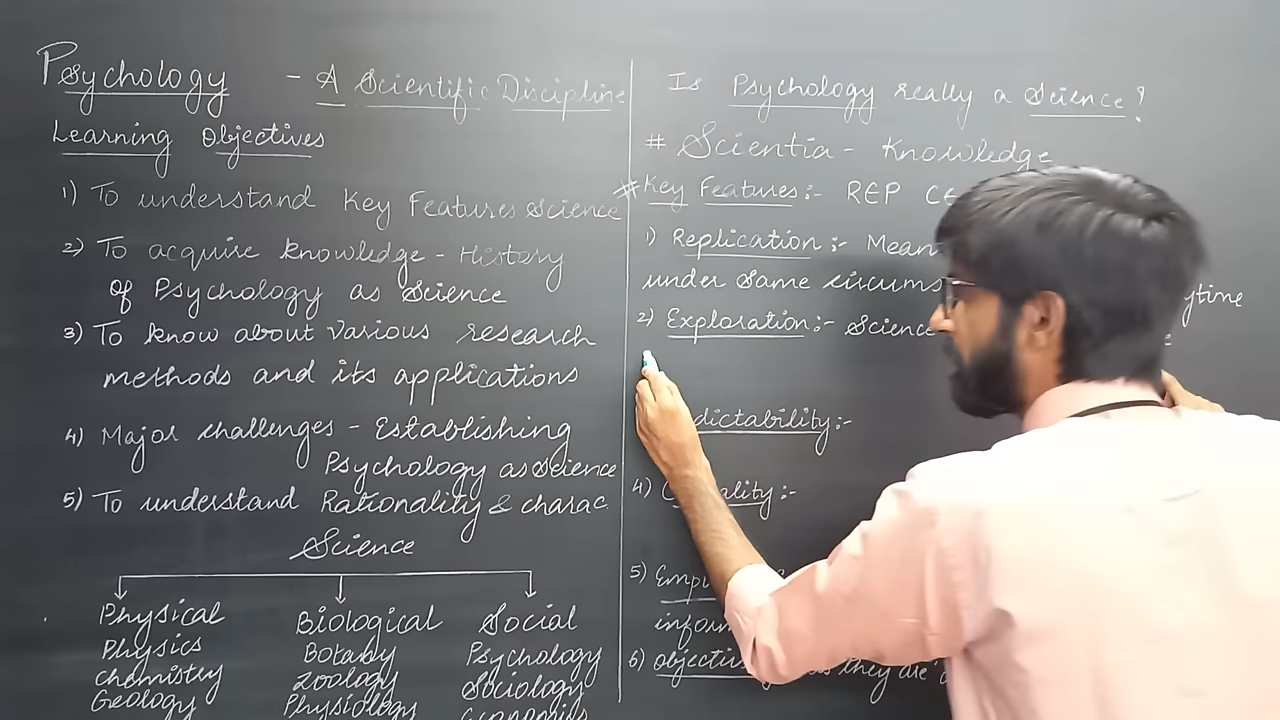 Psychology - A Scientific Discipline
Learning Objectives
1) To understand Key Features Science
2) To acquire knowledge - History
Of Psychology as Science
3) To know about various research
methods and its applications
4) Major challenges - Establishing
Psychology as Science
5) To understand Rationality & charac.
Science
Physical Biological Social
Physics Botany Psychology
Chemistry Zoology Sociology
Geology Physiology Economics
Is Psychology really a Science?
# Scientia - Knowledge
* Key Features :- REP
1) Replication :-
under same
2) Exploration :- Science
:-
4) :-
5)
6) they are